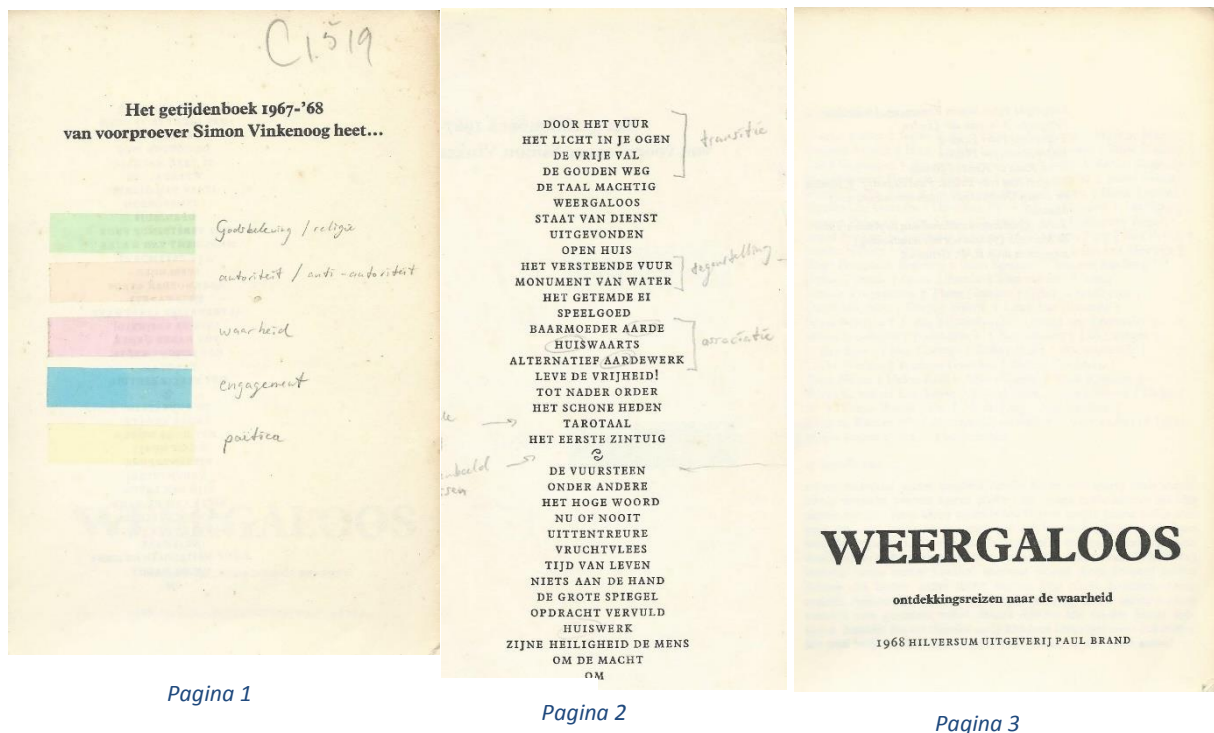 C1.519
Het getijdenboek 1967-'68
van voorproever Simon Vinkenoog heet...
Godsbeleving / religie
autoriteit / anti-autoriteit
waarheid
engagement
poëtica
Pagina 1
DOOR HET VUUR
HET LICHT IN JE OGEN
DE VRIJE VAL
DE GOUDEN WEG
transitie
DE TAAL MACHTIG
WEERGALOOS
STAAT VAN DIENST
UITGEVONDEN
OPEN HUIS
HET VERSTEENDE VUUR
MONUMENT VAN WATER
tegenstelling
HET GETEMDE EI
SPEELGOED
BAARMOEDER AARDE
HUISWAARTS
ALTERNATIEF AARDEWERK
associatie
LEVE DE VRIJHEID!
TOT NADER ORDER
HET SCHONE HEDEN
TAROTAAL
HET EERSTE ZINTUIG
DE VUURSTEEN
ONDER ANDERE
HET HOGE WOORD
NU OF NOOIT
UITTENTREURE
VRUCHTVLEES
TIJD VAN LEVEN
NIETS AAN DE HAND
DE GROTE SPIEGEL
OPDRACHT VERVULD
HUISWERK
ZIJNE HEILIGHEID DE MENS
OM DE MACHT
OM
Pagina 2
WEERGALOOS
ontdekkingsreizen naar de waarheid
1968 HILVERSUM UITGEVERIJ PAUL BRAND
Pagina 3